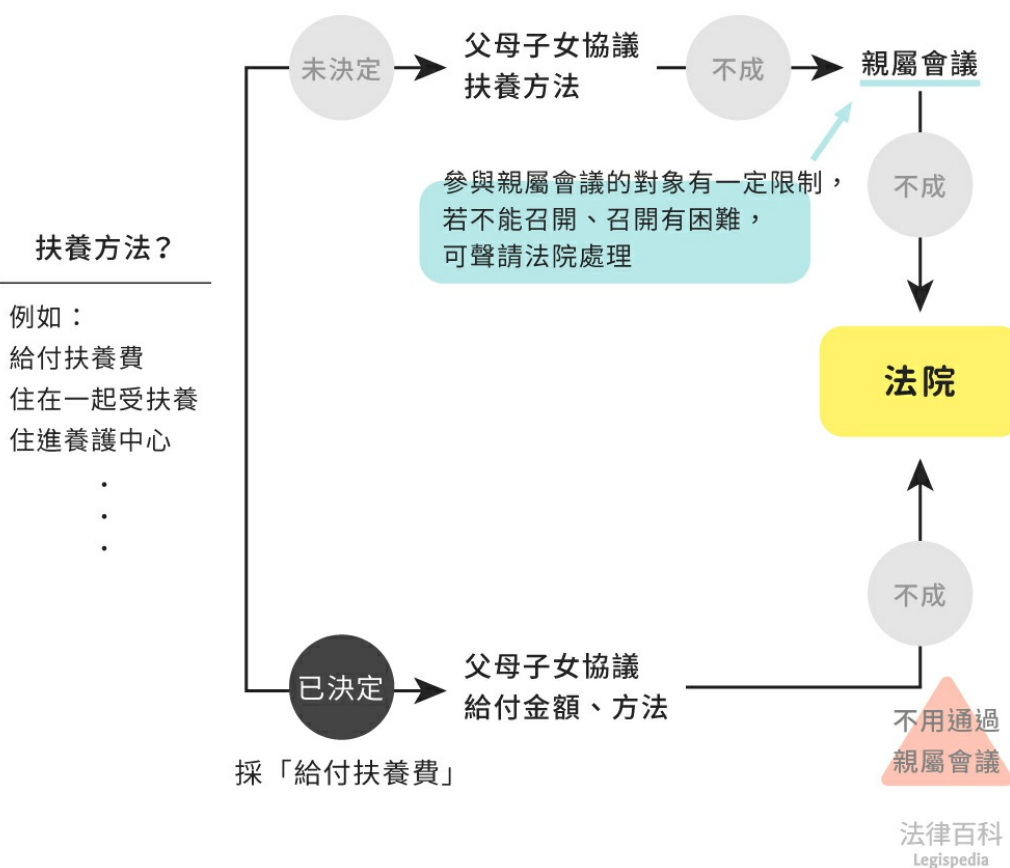 扶養方法？
例如：
給付扶養費
住在一起受扶養
住進養護中心
．
．
．
未決定
父母子女協議
扶養方法
不成
親屬會議
參與親屬會議的對象有一定限制，
若不能召開、召開有困難，
可聲請法院處理
不成
法院
已決定
採「給付扶養費」
父母子女協議
給付金額、方法
不成
不用通過
親屬會議
法律百科
Legispedia